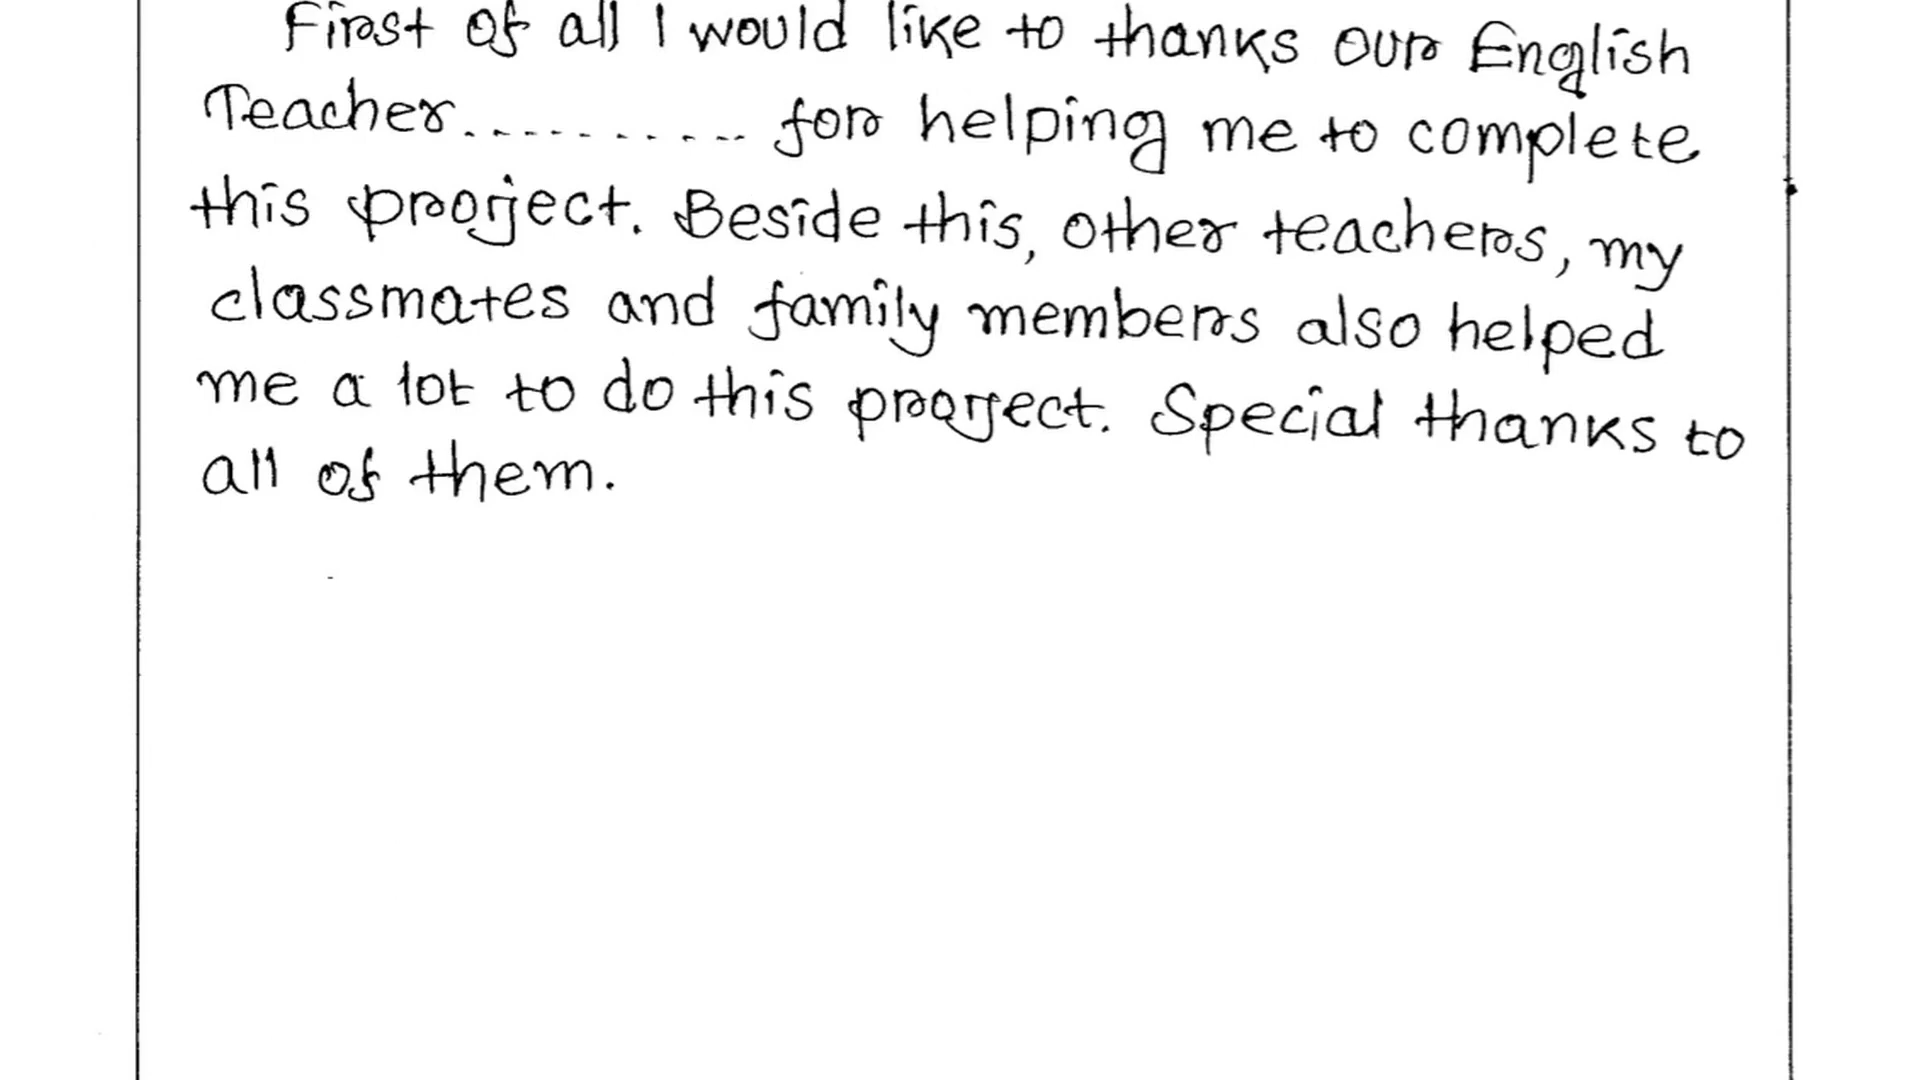 First of all I would like to thanks our English
Teacher............ for helping me to complete
this project. Beside this, other teachers, my
classmates and family members also helped
me a lot to do this project. Special thanks to
all of them.